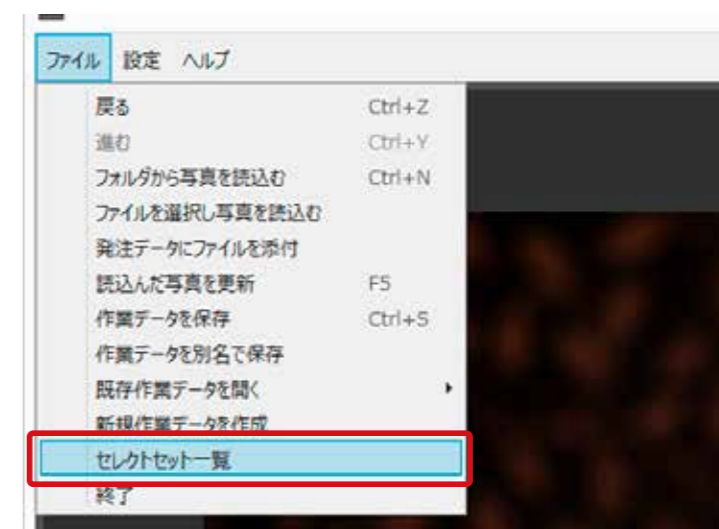 ファイル 設定 ヘルプ
戻る Ctrl+Z
進む Ctrl+Y
フォルダから写真を読込む Ctrl+N
ファイルを選択し写真を読込む
発注データにファイルを添付
読込んだ写真を更新 F5
作業データを保存 Ctrl+S
作業データを別名で保存
既存作業データを開く
新規作業データを作成
セレクトセット一覧
終了